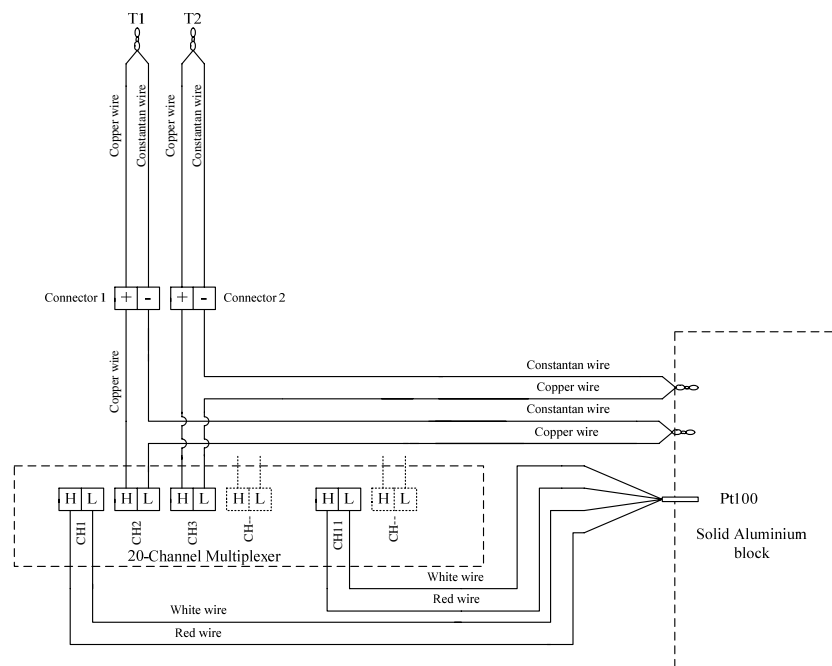 T1 T2
Copper wire
Constantan wire
Copper wire
Constantan wire
Connector 1 + - + - Connector 2
Copper wire
Constantan wire
Copper wire
Constantan wire
Copper wire
H L H L H L H L H L H L
CH1 CH2 CH3 CH-- CH11 CH--
Pt100
20-Channel Multiplexer
Solid Aluminium
block
White wire
Red wire
White wire
Red wire